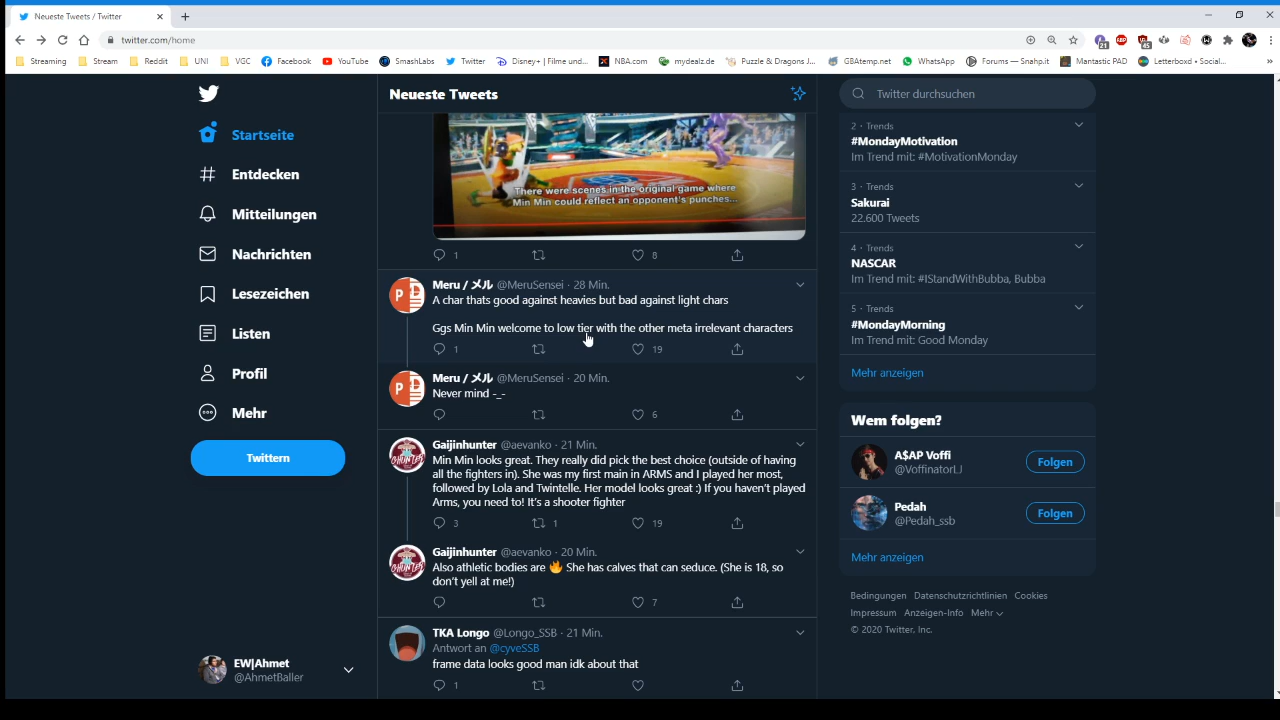 Neueste Tweets / Twitter
twitter.com/home
21
45
Streaming
Stream
Reddit
UNI
VGC
Facebook
YouTube
SmashLabs
Twitter
Disney+ | Filme und...
NBA.com
mydealz.de
Puzzle & Dragons J...
GBAtemp.net
WhatsApp
Forums — Snahp.it
Mantastic PAD
Letterboxd • Social...
»
Startseite
Entdecken
Mitteilungen
Nachrichten
Lesezeichen
Listen
Profil
Mehr
Twittern
EW|Ahmet
@AhmetBaller
Neueste Tweets
There were scenes in the original game where
Min Min could reflect an opponent's punches...
1
8
Meru / メル @MeruSensei · 28 Min.
A char thats good against heavies but bad against light chars
Ggs Min Min welcome to low tier with the other meta irrelevant characters
1
19
Meru / メル @MeruSensei · 20 Min.
Never mind -_-
6
Gaijinhunter @aevanko · 21 Min.
Min Min looks great. They really did pick the best choice (outside of having
all the fighters in). She was my first main in ARMS and I played her most,
followed by Lola and Twintelle. Her model looks great :) If you haven't played
Arms, you need to! It's a shooter fighter
3
1
19
Gaijinhunter @aevanko · 20 Min.
Also athletic bodies are 🔥 She has calves that can seduce. (She is 18, so
don't yell at me!)
7
TKA Longo @Longo_SSB · 21 Min.
Antwort an @cyveSSB
frame data looks good man idk about that
1
Twitter durchsuchen
2 · Trends
#MondayMotivation
Im Trend mit: #MotivationMonday
3 · Trends
Sakurai
22.600 Tweets
4 · Trends
NASCAR
Im Trend mit: #IStandWithBubba, Bubba
5 · Trends
#MondayMorning
Im Trend mit: Good Monday
Mehr anzeigen
Wem folgen?
A$AP Voffi
@VoffinatorLJ
Folgen
Pedah
@Pedah_ssb
Folgen
Mehr anzeigen
Bedingungen Datenschutzrichtlinien Cookies
Impressum Anzeigen-Info Mehr
© 2020 Twitter, Inc.